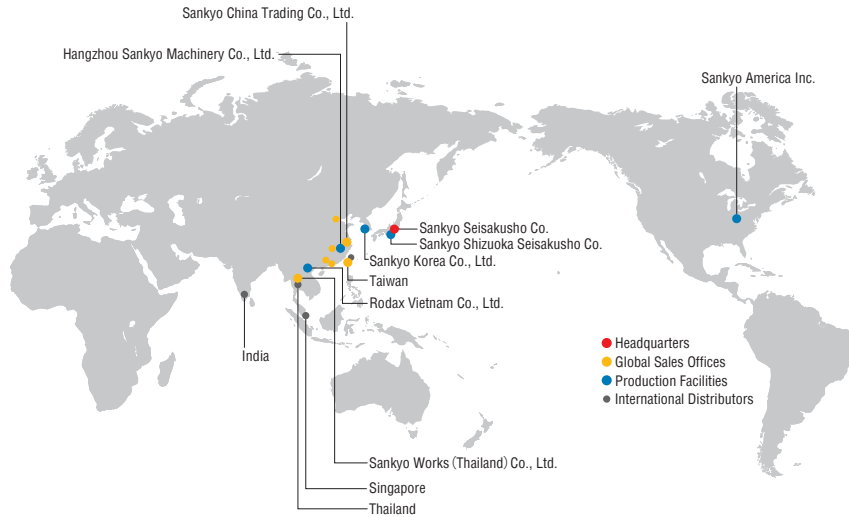 Sankyo China Trading Co., Ltd.
Hangzhou Sankyo Machinery Co., Ltd.
Sankyo America Inc.
Sankyo Seisakusho Co.
Sankyo Shizuoka Seisakusho Co.
Sankyo Korea Co., Ltd.
Taiwan
Rodax Vietnam Co., Ltd.
India
Headquarters
Global Sales Offices
Production Facilities
International Distributors
Sankyo Works (Thailand) Co., Ltd.
Singapore
Thailand